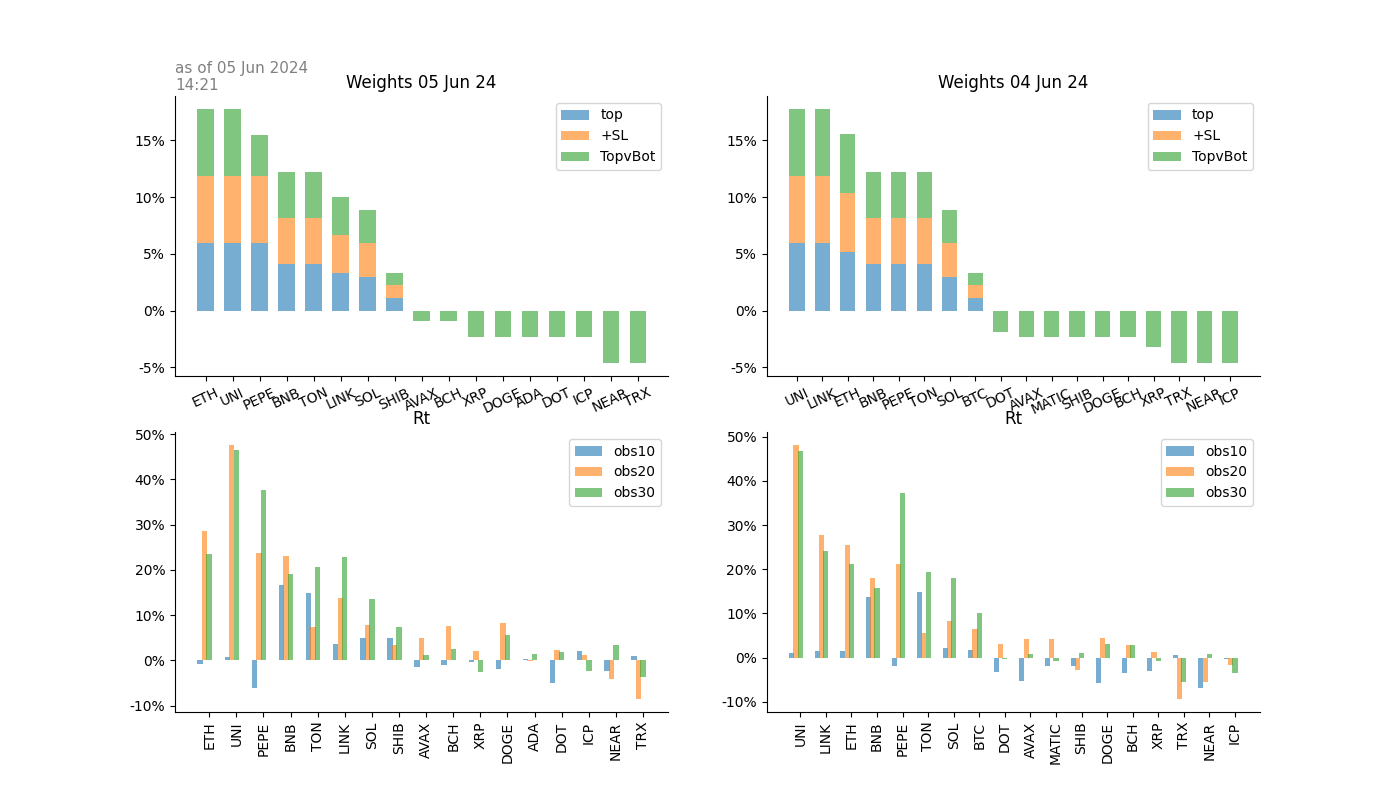 as of 05 Jun 2024
14:21
Weights 05 Jun 24
top
+SL
TopvBot
15%
10%
5%
0%
-5%
ETH UNI PEPE BNB TON LINK SOL SHIB AVAX BCH XRP DOGE ADA DOT ICP NEAR TRX
Weights 04 Jun 24
top
+SL
TopvBot
15%
10%
5%
0%
-5%
UNI LINK ETH BNB PEPE TON SOL BTC DOT AVAX MATIC SHIB DOGE BCH XRP TRX NEAR ICP
Rt
obs10
obs20
obs30
50%
40%
30%
20%
10%
0%
-10%
ETH UNI PEPE BNB TON LINK SOL SHIB AVAX BCH XRP DOGE ADA DOT ICP NEAR TRX
Rt
obs10
obs20
obs30
50%
40%
30%
20%
10%
0%
-10%
UNI LINK ETH BNB PEPE TON SOL BTC DOT AVAX MATIC SHIB DOGE BCH XRP TRX NEAR ICP